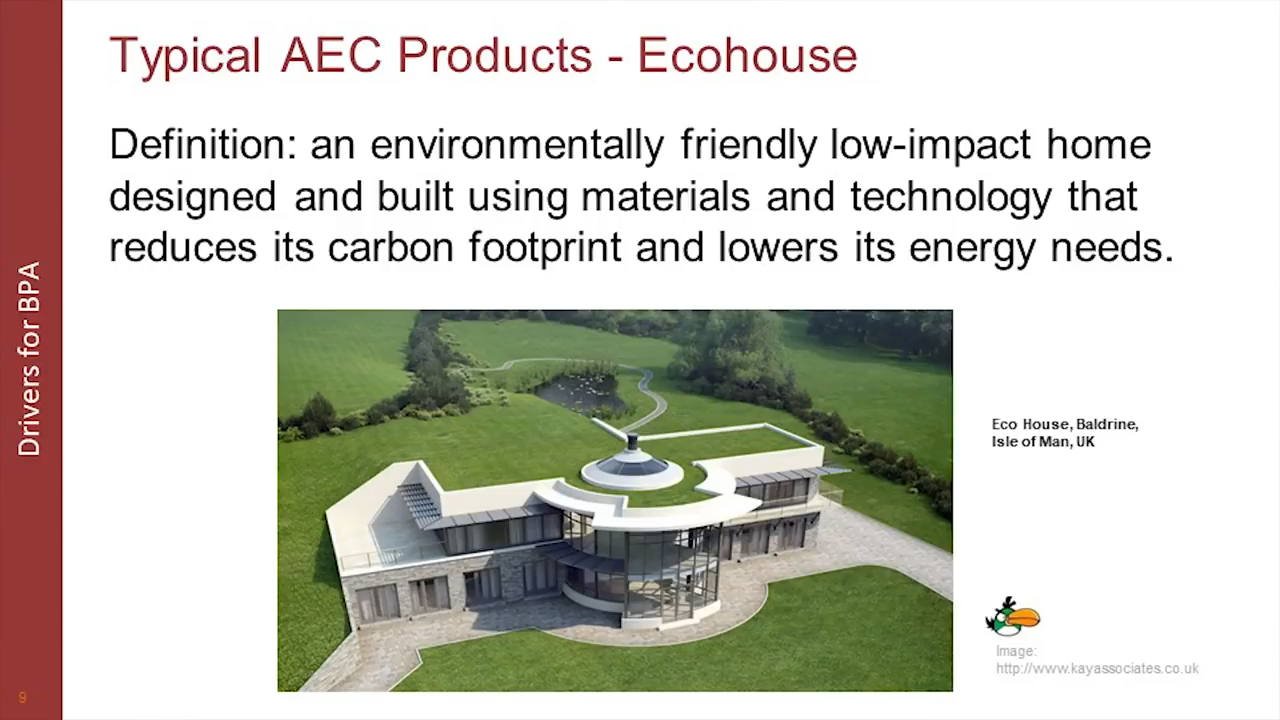 Typical AEC Products - Ecohouse
Definition: an environmentally friendly low-impact home
designed and built using materials and technology that
reduces its carbon footprint and lowers its energy needs.
Drivers for BPA
Eco House, Baldrine,
Isle of Man, UK
Image:
http://www.kayassociates.co.uk
9